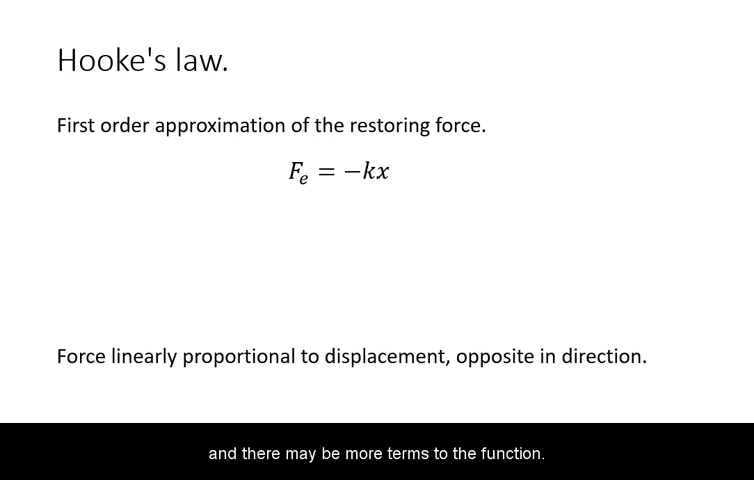 Hooke's law.
First order approximation of the restoring force.
Fₑ = −kx
Force linearly proportional to displacement, opposite in direction.
and there may be more terms to the function.